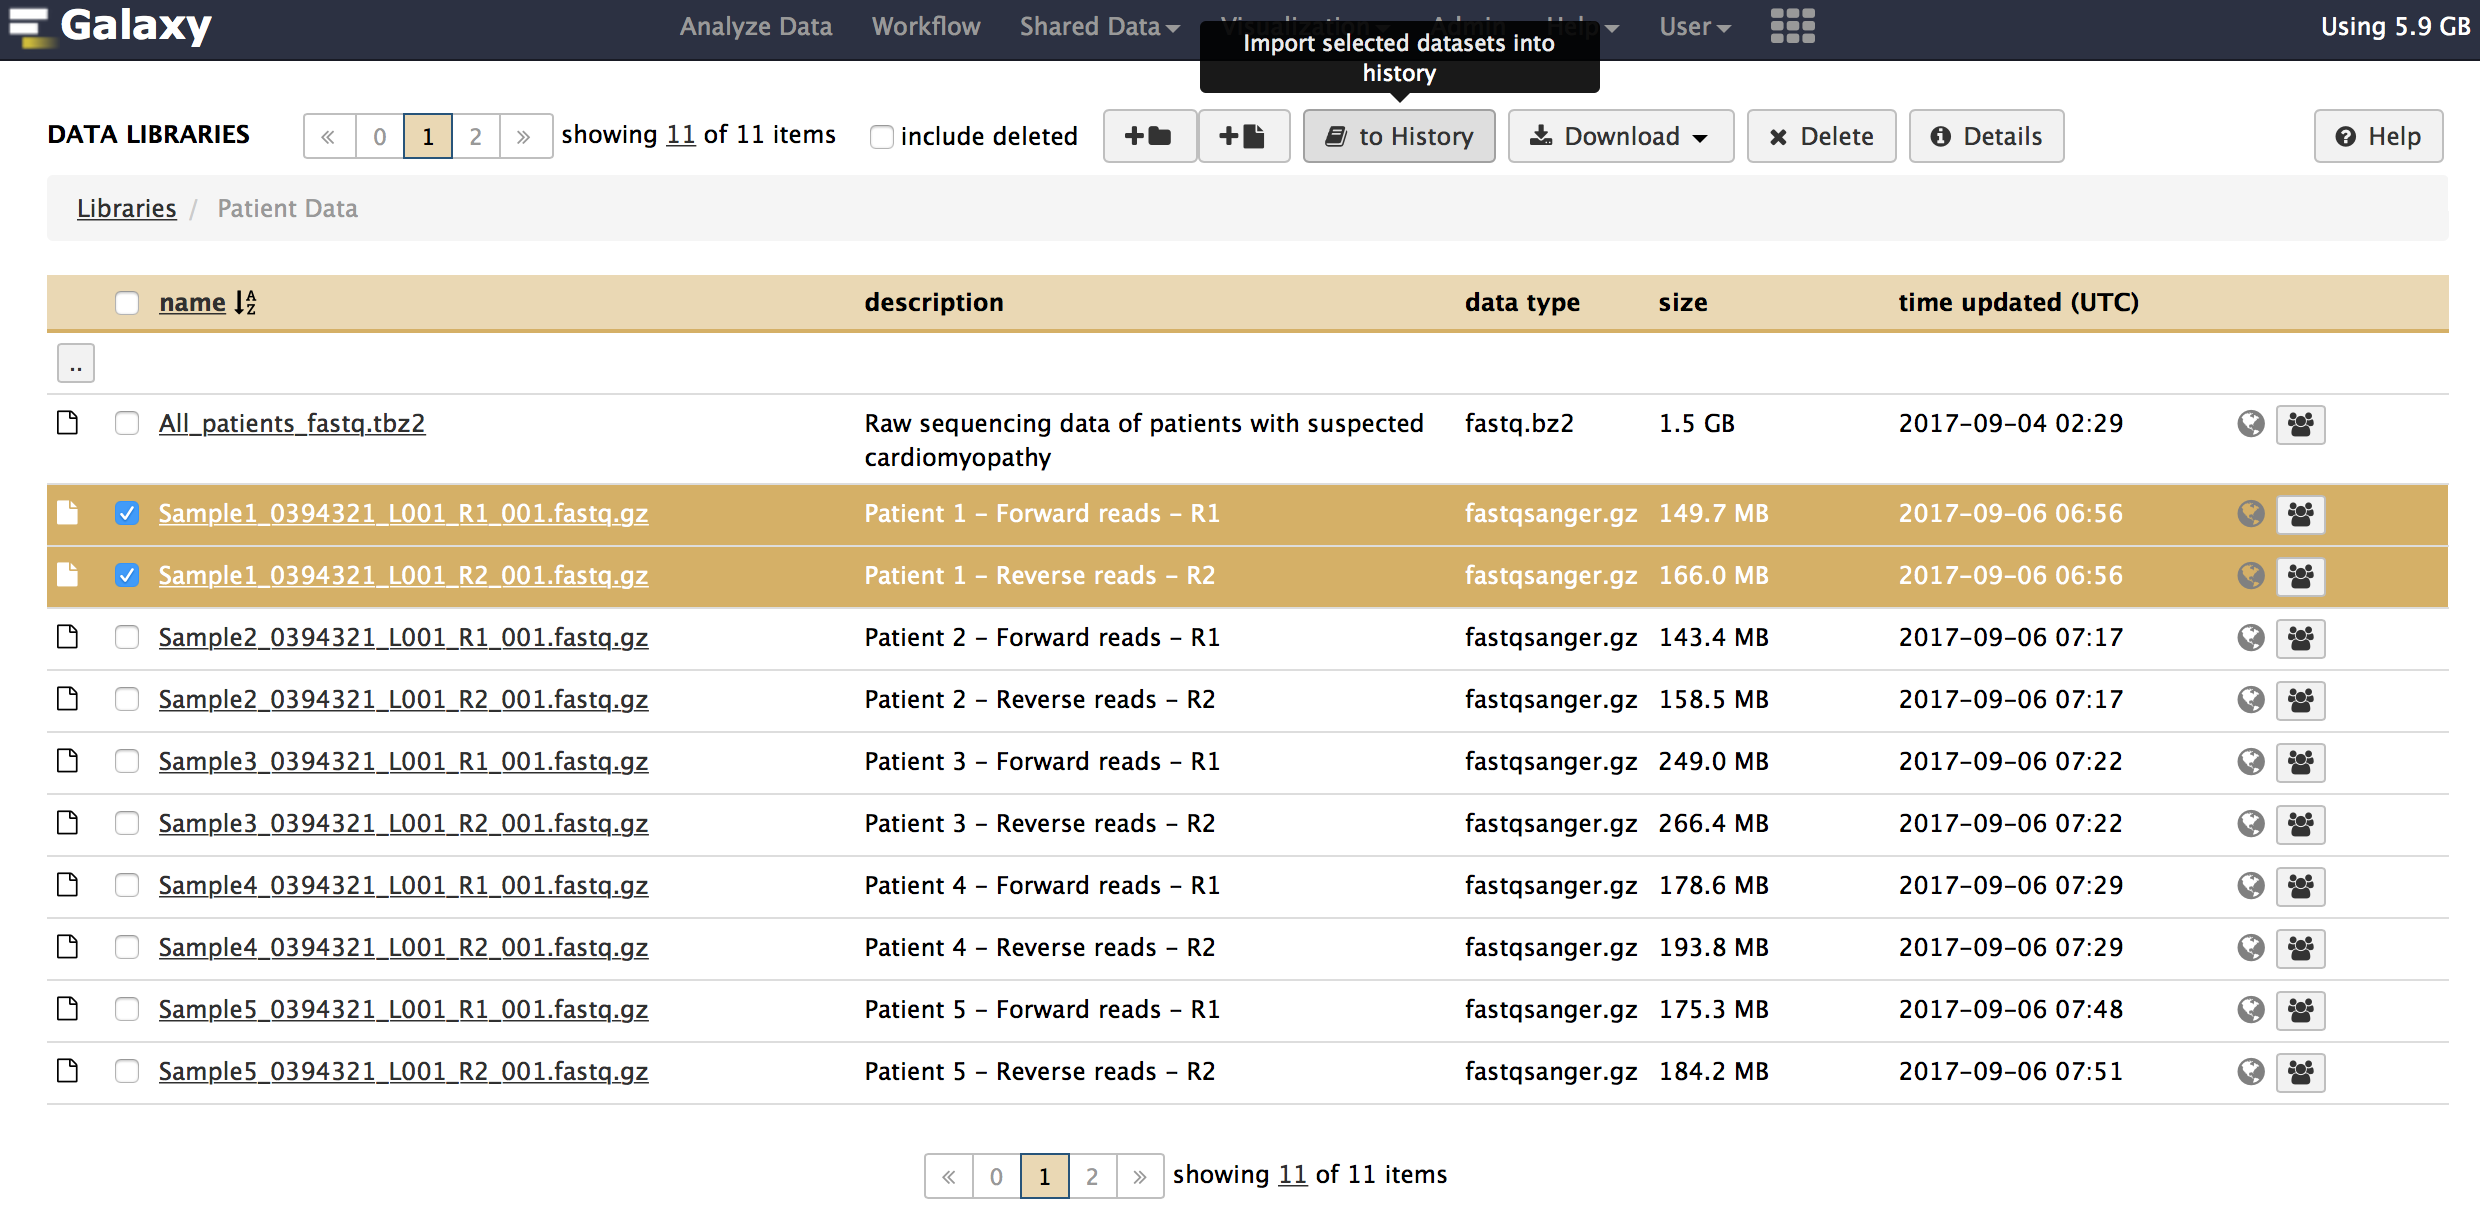 Galaxy Analyze Data Workflow Shared Data Visualization Admin Help User Using 5.9 GB
Import selected datasets into
history
DATA LIBRARIES « 0 1 2 » showing 11 of 11 items include deleted to History Download Delete Details Help
Libraries / Patient Data
name description data type size time updated (UTC)
..
All_patients_fastq.tbz2 Raw sequencing data of patients with suspected fastq.bz2 1.5 GB 2017-09-04 02:29
cardiomyopathy
Sample1_0394321_L001_R1_001.fastq.gz Patient 1 - Forward reads - R1 fastqsanger.gz 149.7 MB 2017-09-06 06:56
Sample1_0394321_L001_R2_001.fastq.gz Patient 1 - Reverse reads - R2 fastqsanger.gz 166.0 MB 2017-09-06 06:56
Sample2_0394321_L001_R1_001.fastq.gz Patient 2 - Forward reads - R1 fastqsanger.gz 143.4 MB 2017-09-06 07:17
Sample2_0394321_L001_R2_001.fastq.gz Patient 2 - Reverse reads - R2 fastqsanger.gz 158.5 MB 2017-09-06 07:17
Sample3_0394321_L001_R1_001.fastq.gz Patient 3 - Forward reads - R1 fastqsanger.gz 249.0 MB 2017-09-06 07:22
Sample3_0394321_L001_R2_001.fastq.gz Patient 3 - Reverse reads - R2 fastqsanger.gz 266.4 MB 2017-09-06 07:22
Sample4_0394321_L001_R1_001.fastq.gz Patient 4 - Forward reads - R1 fastqsanger.gz 178.6 MB 2017-09-06 07:29
Sample4_0394321_L001_R2_001.fastq.gz Patient 4 - Reverse reads - R2 fastqsanger.gz 193.8 MB 2017-09-06 07:29
Sample5_0394321_L001_R1_001.fastq.gz Patient 5 - Forward reads - R1 fastqsanger.gz 175.3 MB 2017-09-06 07:48
Sample5_0394321_L001_R2_001.fastq.gz Patient 5 - Reverse reads - R2 fastqsanger.gz 184.2 MB 2017-09-06 07:51
« 0 1 2 » showing 11 of 11 items